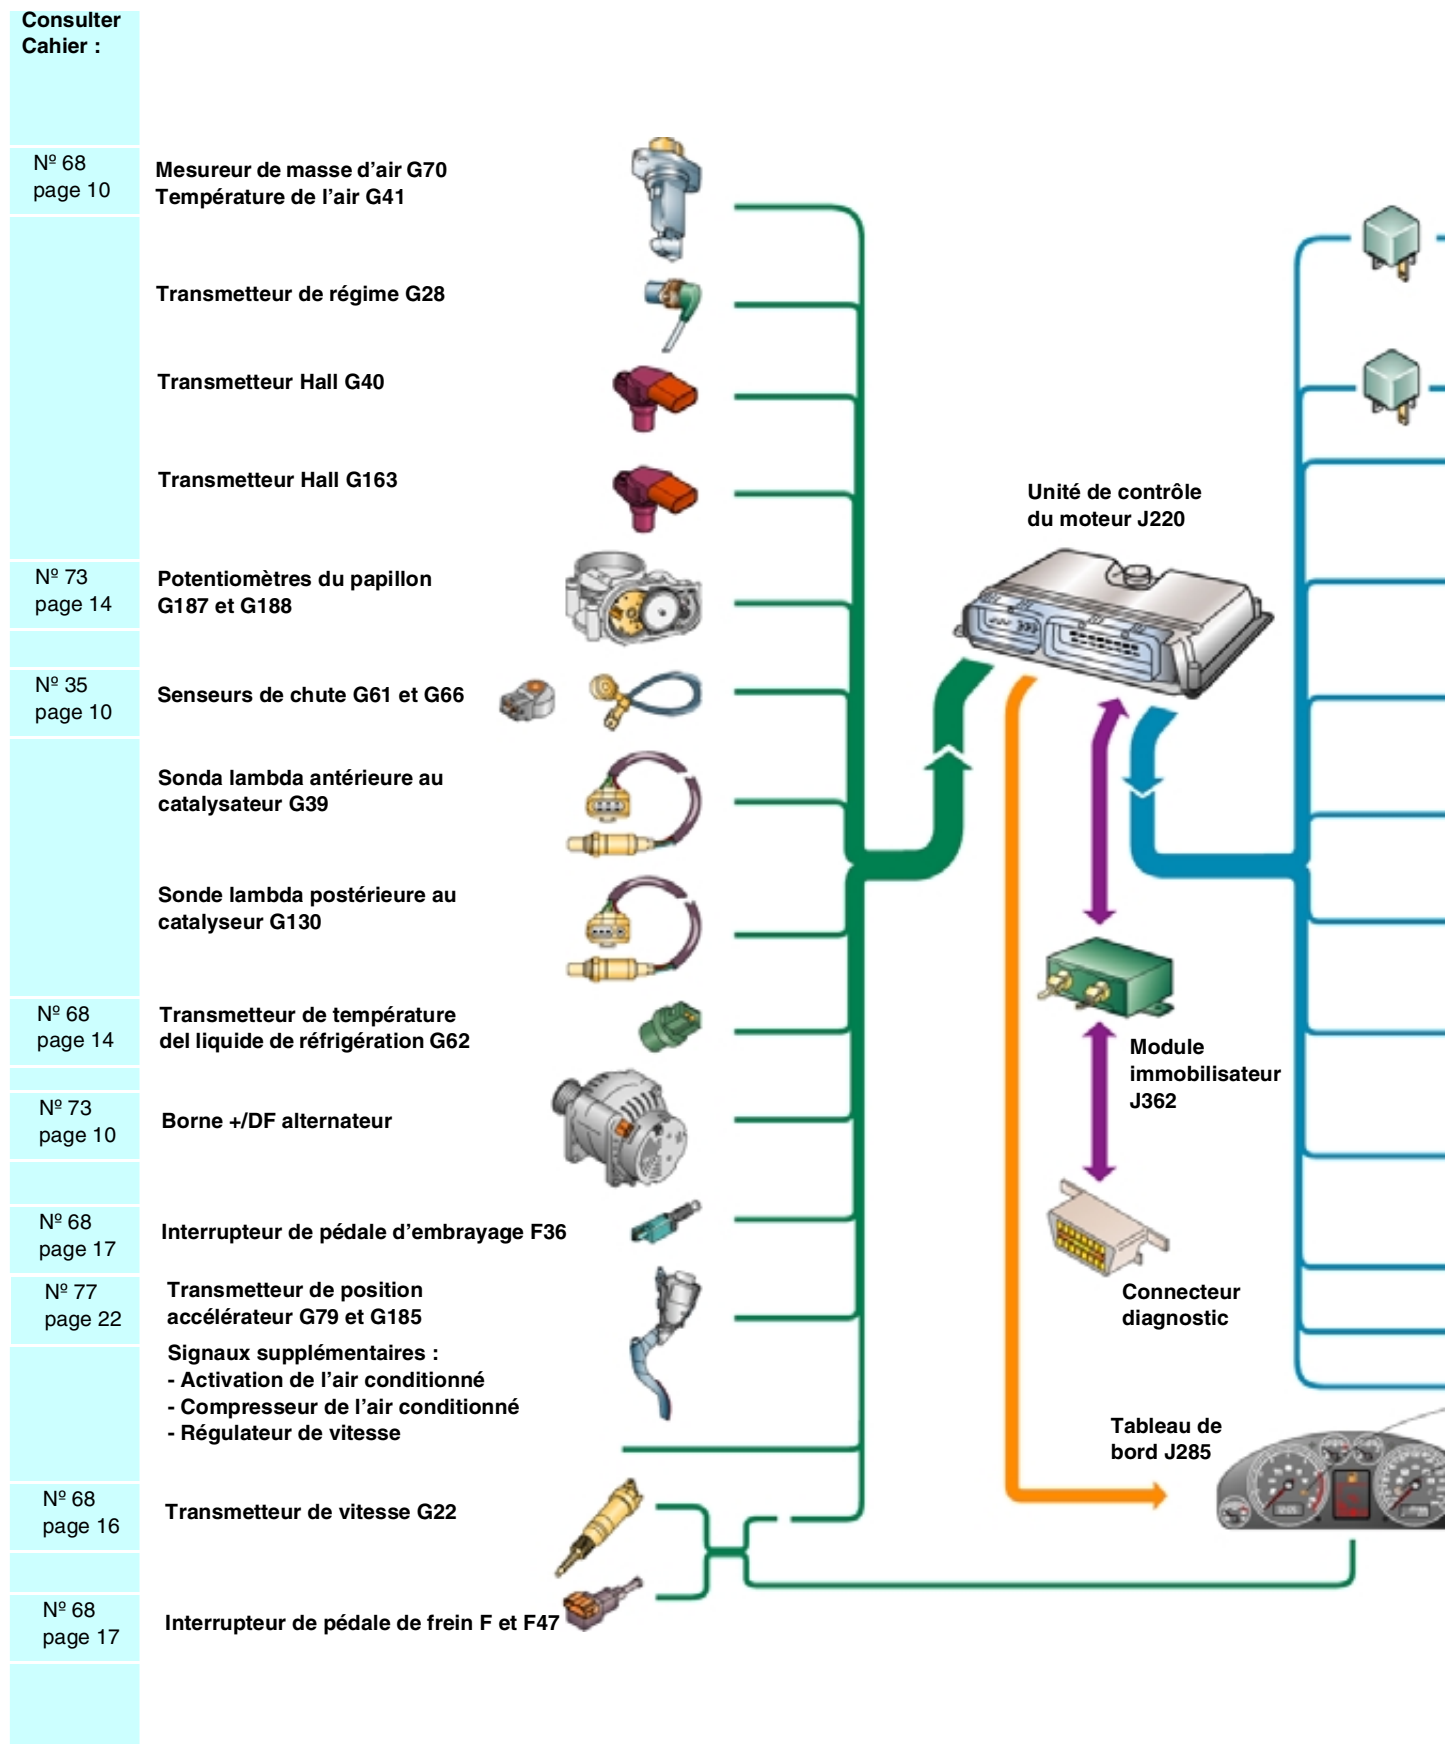 Consulter
Cahier :
Nº 68
page 10
Mesureur de masse d’air G70
Température de l’air G41
Transmetteur de régime G28
Transmetteur Hall G40
Transmetteur Hall G163
Unité de contrôle
du moteur J220
Nº 73
page 14
Potentiomètres du papillon
G187 et G188
Nº 35
page 10
Senseurs de chute G61 et G66
Sonda lambda antérieure au
catalysateur G39
Sonde lambda postérieure au
catalyseur G130
Nº 68
page 14
Transmetteur de température
del liquide de réfrigération G62
Module
immobilisateur
J362
Nº 73
page 10
Borne +/DF alternateur
Nº 68
page 17
Interrupteur de pédale d’embrayage F36
Nº 77
page 22
Transmetteur de position
accélérateur G79 et G185
Connecteur
diagnostic
Signaux supplémentaires :
- Activation de l’air conditionné
- Compresseur de l’air conditionné
- Régulateur de vitesse
Tableau de
bord J285
Nº 68
page 16
Transmetteur de vitesse G22
Nº 68
page 17
Interrupteur de pédale de frein F et F47